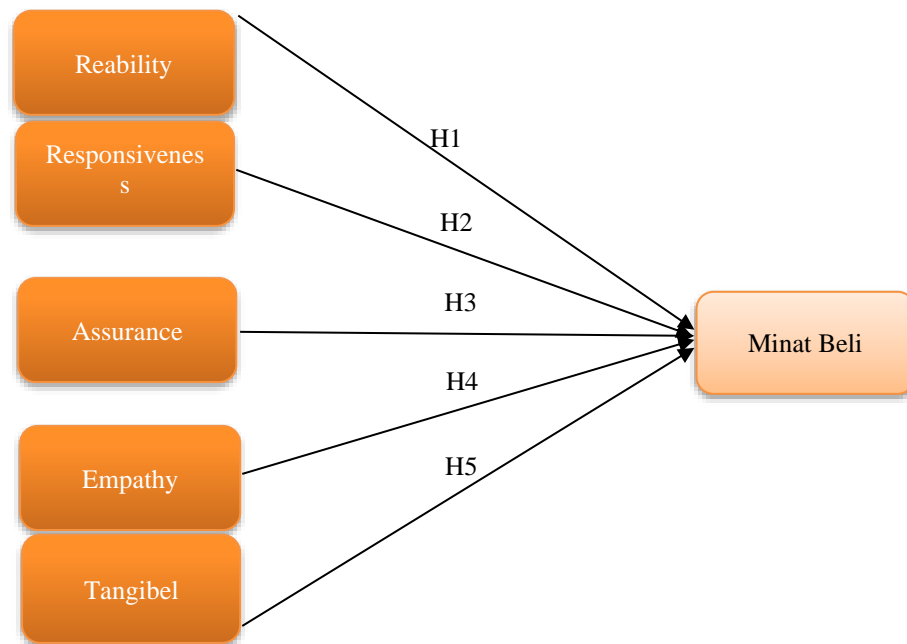 Reability
H1
Responsivenes
s
H2
Assurance
H3
Minat Beli
H4
Empathy
H5
Tangibel